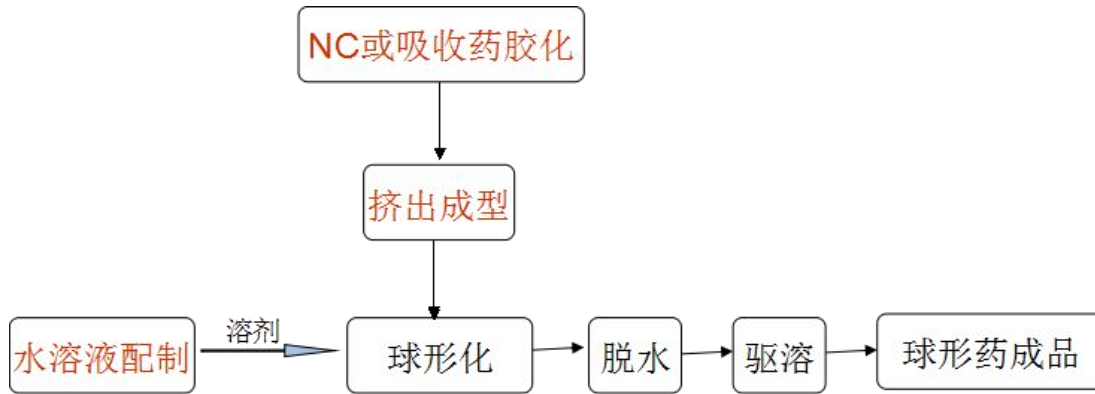 NC或吸收药胶化
挤出成型
水溶液配制
溶剂
球形化
脱水
驱溶
球形药成品